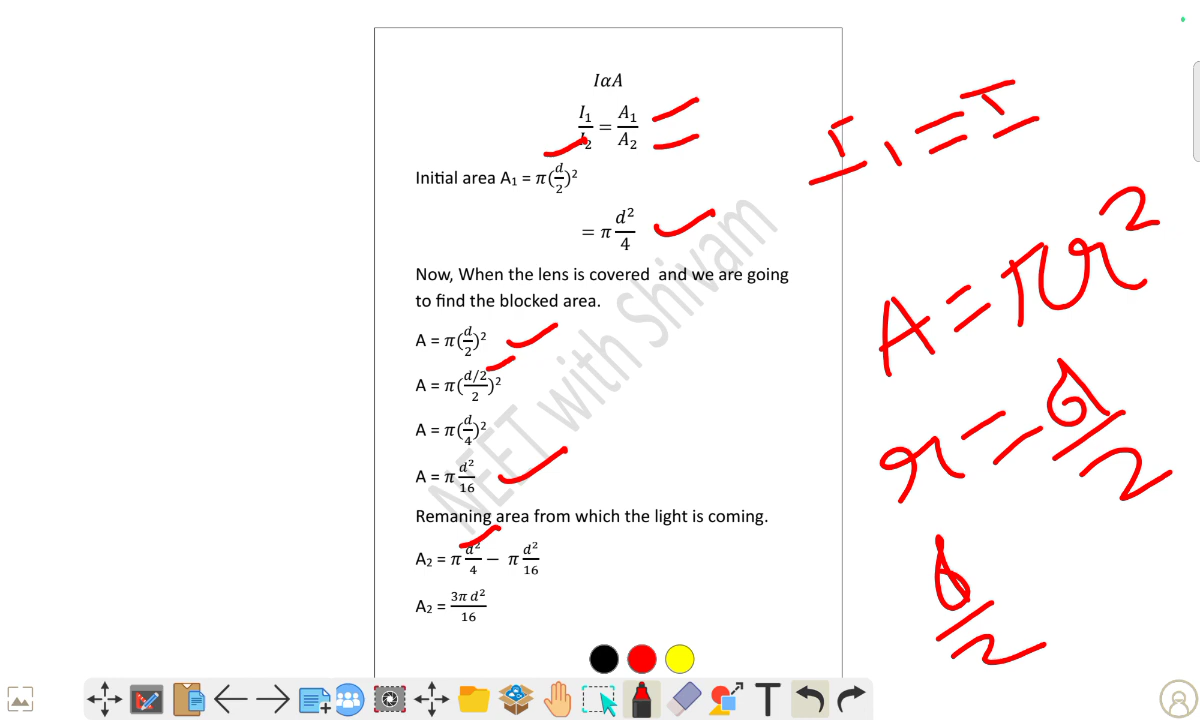 IαA
I₁/I₂ = A₁/A₂
Initial area A₁ = π(d/2)²
= π d²/4
Now, When the lens is covered and we are going
to find the blocked area.
A = π(d/2)²
A = π(d/2/2)²
A = π(d/4)²
A = π d²/16
Remaning area from which the light is coming.
A₂ = π d²/4 − π d²/16
A₂ = 3π d²/16
NEET with Shivam
I₁ = I
A = πr²
r = d/2
d/2
T